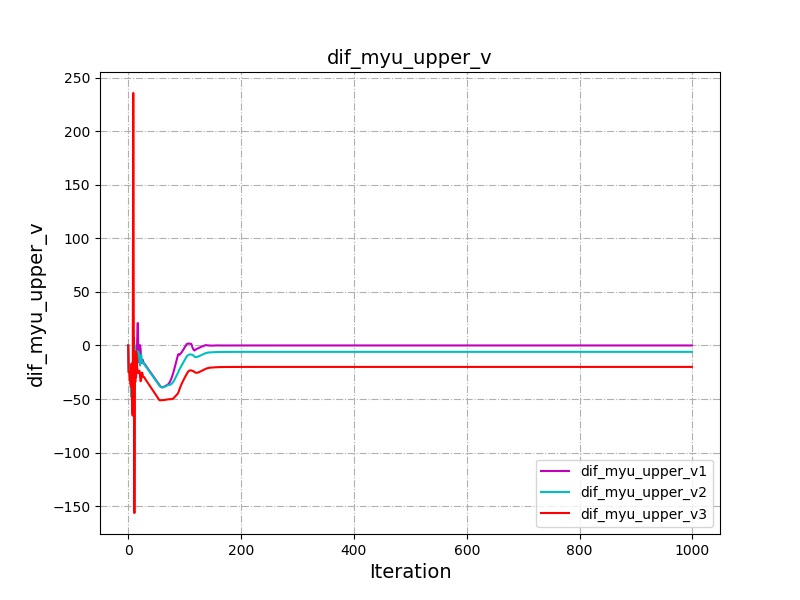 dif_myu_upper_v
dif_myu_upper_v
250
200
150
100
50
0
−50
−100
−150
0 200 400 600 800 1000
Iteration
dif_myu_upper_v1
dif_myu_upper_v2
dif_myu_upper_v3